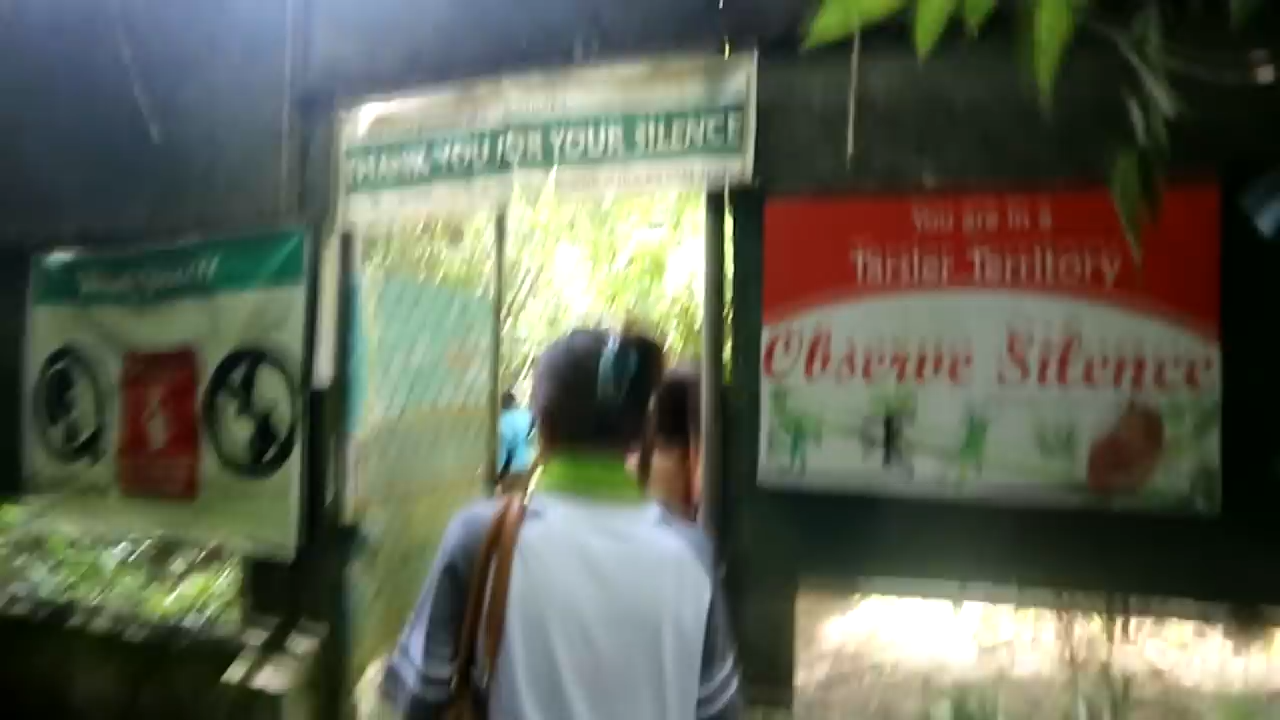 THANK YOU FOR YOUR SILENCE
You are in a
Tarsier Territory
Observe Silence